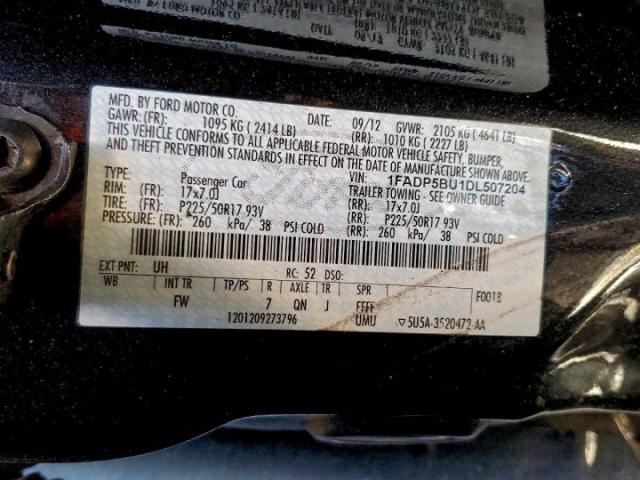 MFD. BY FORD MOTOR CO.
DATE: 09/12 GVWR: 2105 KG ( 4641 LB)
GAWR: (FR): 1095 KG ( 2414 LB) (RR): 1010 KG ( 2227 LB)
THIS VEHICLE CONFORMS TO ALL APPLICABLE FEDERAL MOTOR VEHICLE SAFETY, BUMPER,
AND THEFT PREVENTION STANDARDS IN EFFECT ON THE DATE OF MANUFACTURE SHOWN ABOVE.
VIN: 1FADP5BU1DL507204
TYPE: Passenger Car TRAILER TOWING - SEE OWNER GUIDE
RIM: (FR) 17x7.0J (RR): 17x7.0J
TIRE: (FR) P225/50R17 93V (RR): P225/50R17 93V
PRESSURE: (FR) 260 kPa/ 38 PSI COLD (RR): 260 kPa/ 38 PSI COLD
EXT PNT: UH RC: 52 DSO:
WB INT TR TP/PS R AXLE TR SPR F0018
FW 7 QN J FFFF
1201209273796 UMU ▽5U5A-3520472-AA